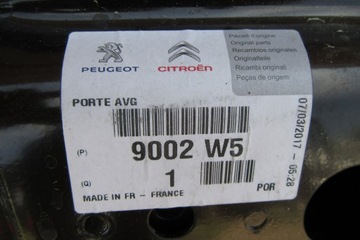 PEUGEOT
CITROËN
Pièces d'origine
Original parts
Recambios originales
Originalteile
Ricambi originali
Peças de origem
PORTE AVG
(P) 9002 W5
(Q) 1
MADE IN FR - FRANCE
POR
07/03/2017 - 05:28